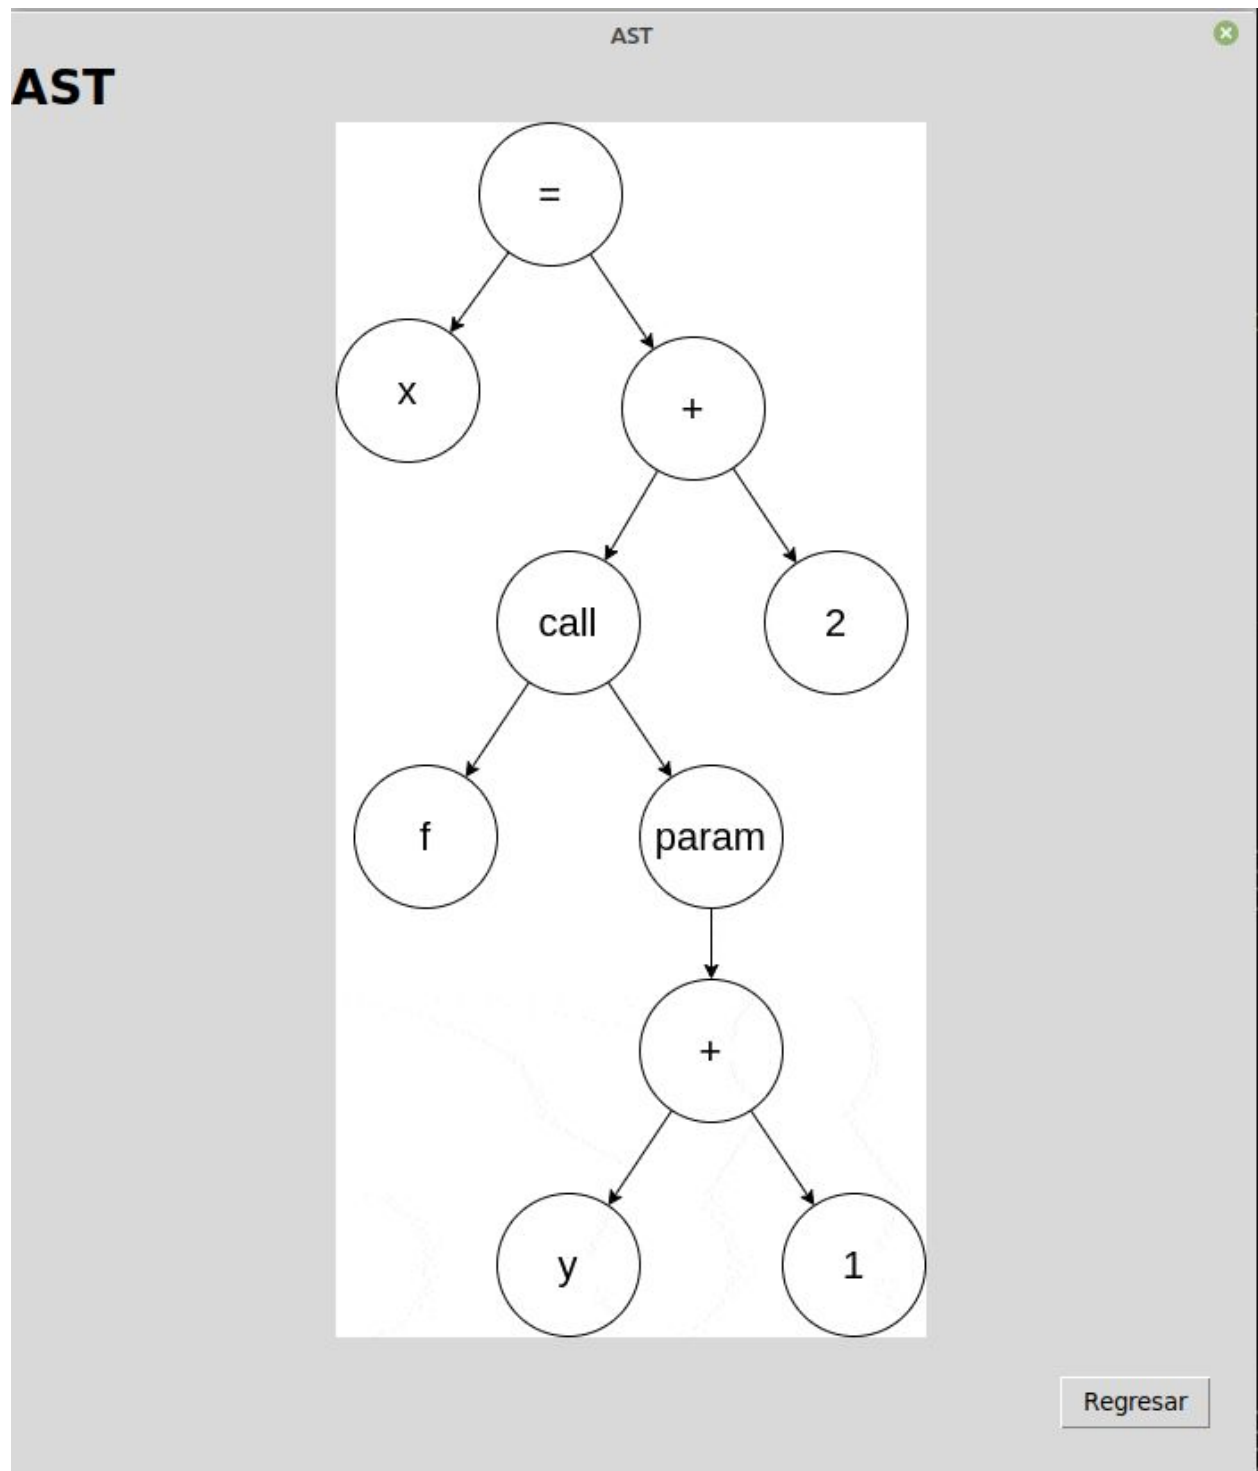 AST
AST
=
x
+
call
2
f
param
+
y
1
Regresar